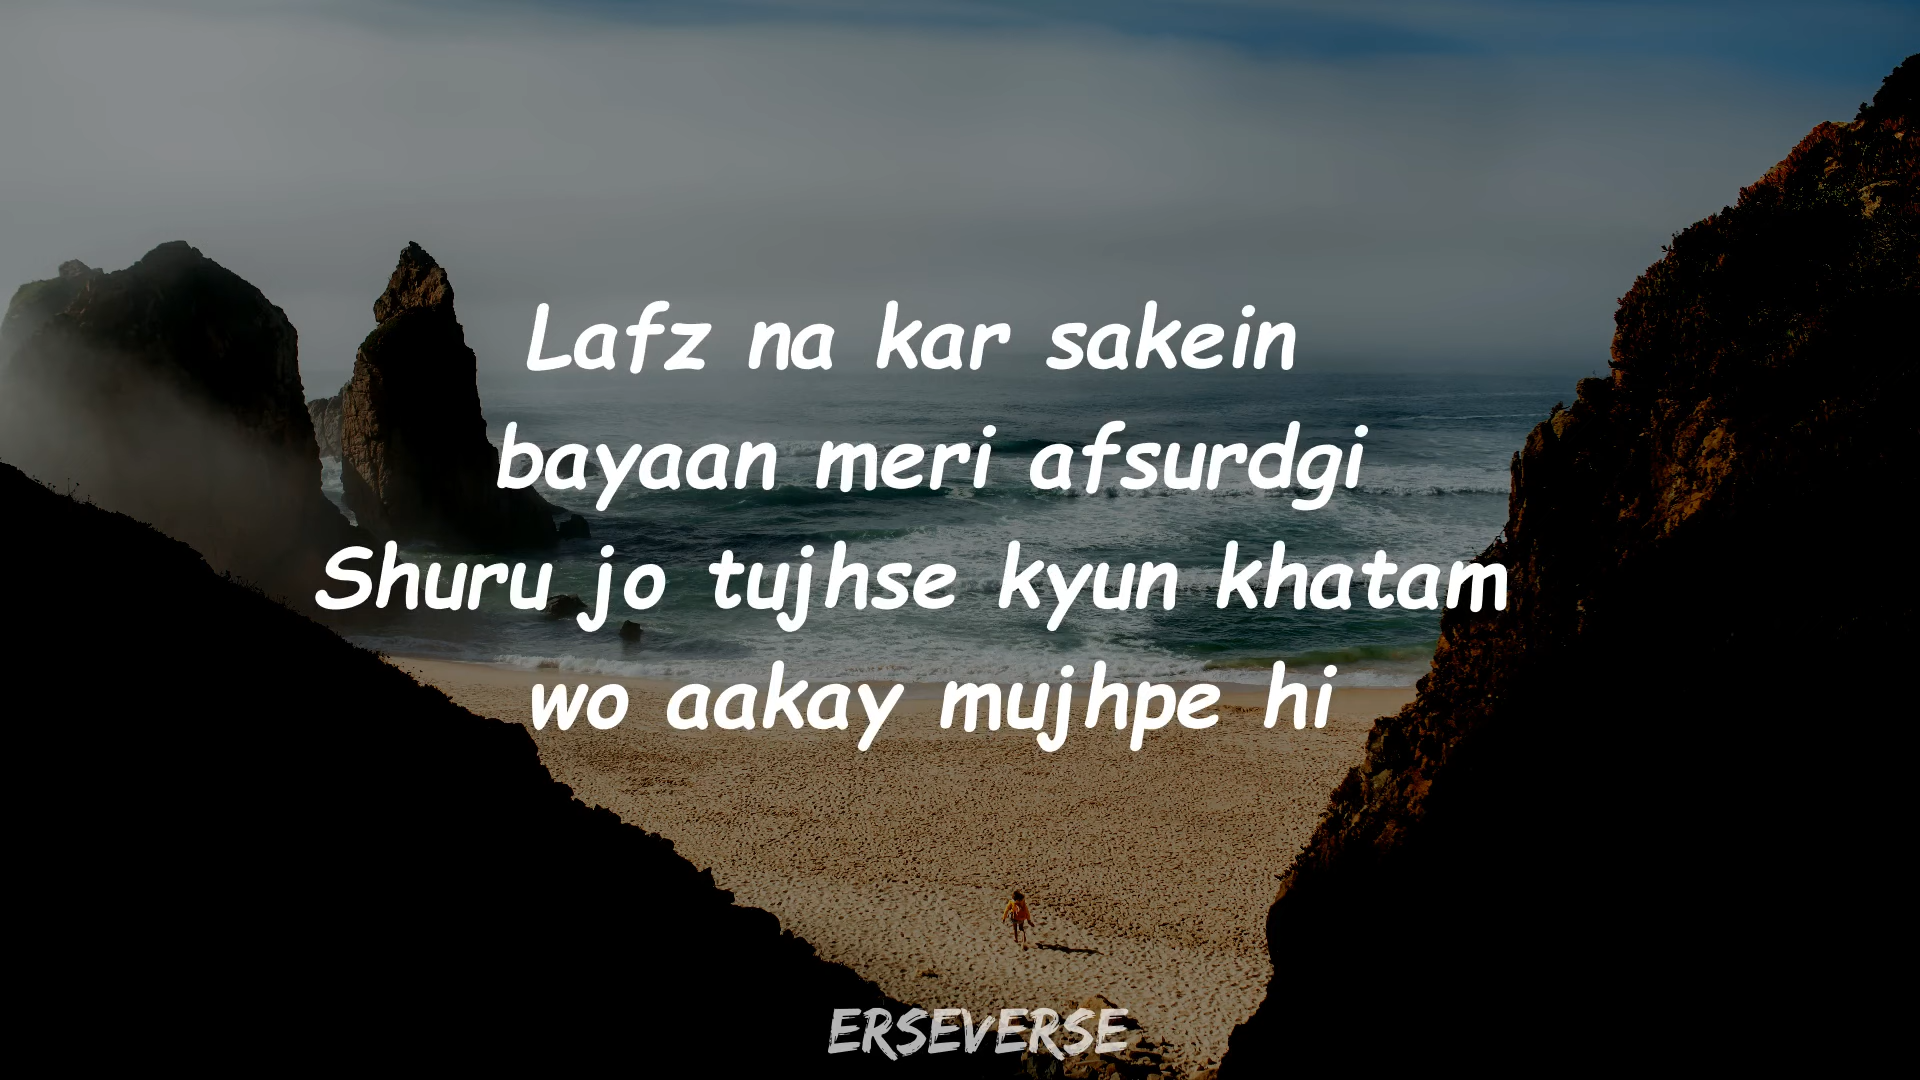 Lafz na kar sakein
bayaan meri afsurdgi
Shuru jo tujhse kyun khatam
wo aakay mujhpe hi
ERSEVERSE